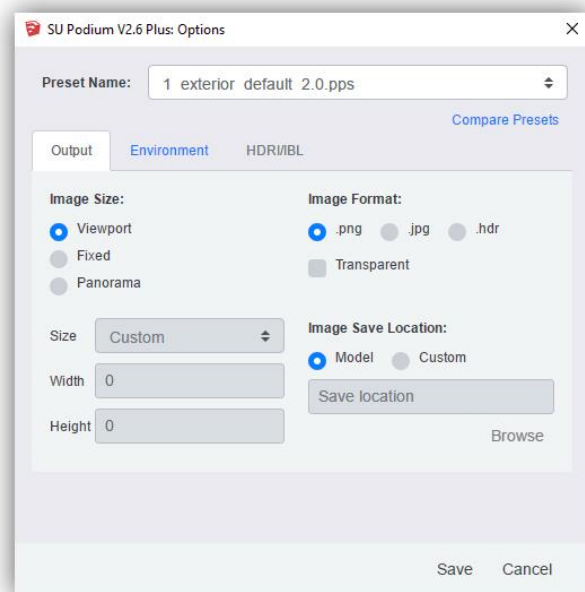 SU Podium V2.6 Plus: Options
Preset Name: 1 exterior default 2.0.pps
Compare Presets
Output Environment HDRI/IBL
Image Size:
Viewport
Fixed
Panorama
Image Format:
.png .jpg .hdr
Transparent
Size Custom
Width 0
Height 0
Image Save Location:
Model Custom
Save location
Browse
Save Cancel